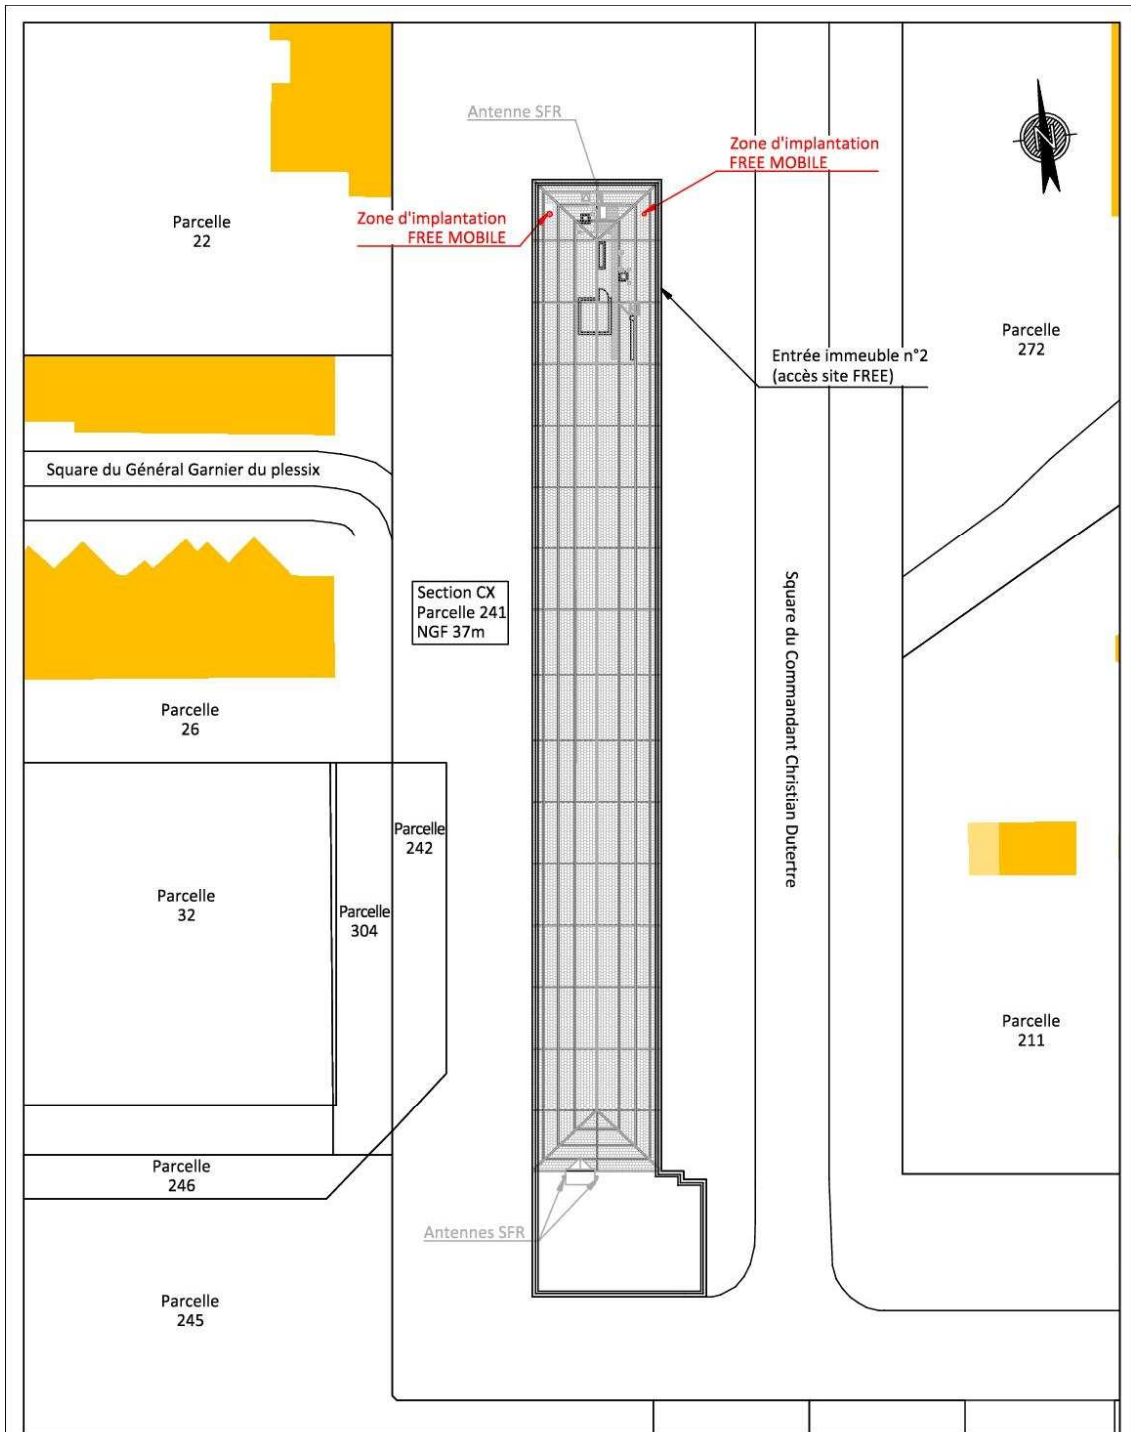 Antenne SFR
Zone d'implantation
FREE MOBILE
N
Parcelle
22
Zone d'implantation
FREE MOBILE
Parcelle
272
Entrée immeuble n°2
(accès site FREE)
Square du Général Garnier du plessix
Section CX
Parcelle 241
NGF 37m
Square du Commandant Christian Dutertre
Parcelle
26
Parcelle
242
Parcelle
32
Parcelle
304
Parcelle
211
Parcelle
246
Antennes SFR
Parcelle
245